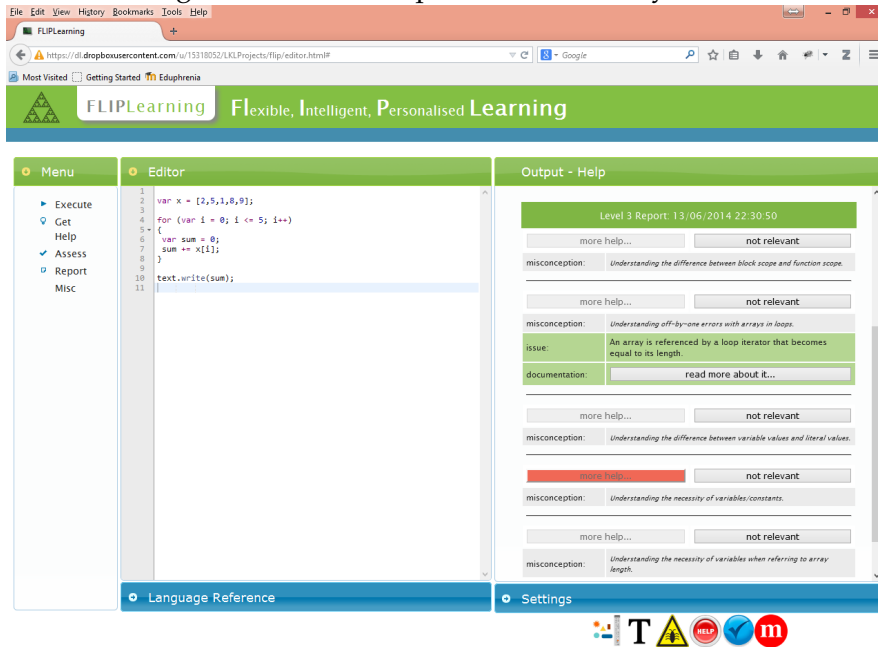 File Edit View History Bookmarks Tools Help
FLIPLearning
https://dl.dropboxusercontent.com/u/15318052/LKLProjects/flip/editor.html#
Google
Most Visited Getting Started Eduphrenia
FLIPLearning
Flexible, Intelligent, Personalised Learning
Menu
Execute
Get
Help
Assess
Report
Misc
Editor
1
2 var x = [2,5,1,8,9];
3
4 for (var i = 0; i <= 5; i++)
5 {
6 var sum = 0;
7 sum += x[i];
8 }
9
10 text.write(sum);
11
Language Reference
Output - Help
Level 3 Report: 13/06/2014 22:30:50
more help... not relevant
misconception: Understanding the difference between block scope and function scope.
more help... not relevant
misconception: Understanding off-by-one errors with arrays in loops.
issue: An array is referenced by a loop iterator that becomes
equal to its length.
documentation: read more about it...
more help... not relevant
misconception: Understanding the difference between variable values and literal values.
more help... not relevant
misconception: Understanding the necessity of variables/constants.
more help... not relevant
misconception: Understanding the necessity of variables when referring to array
length.
Settings
T HELP m